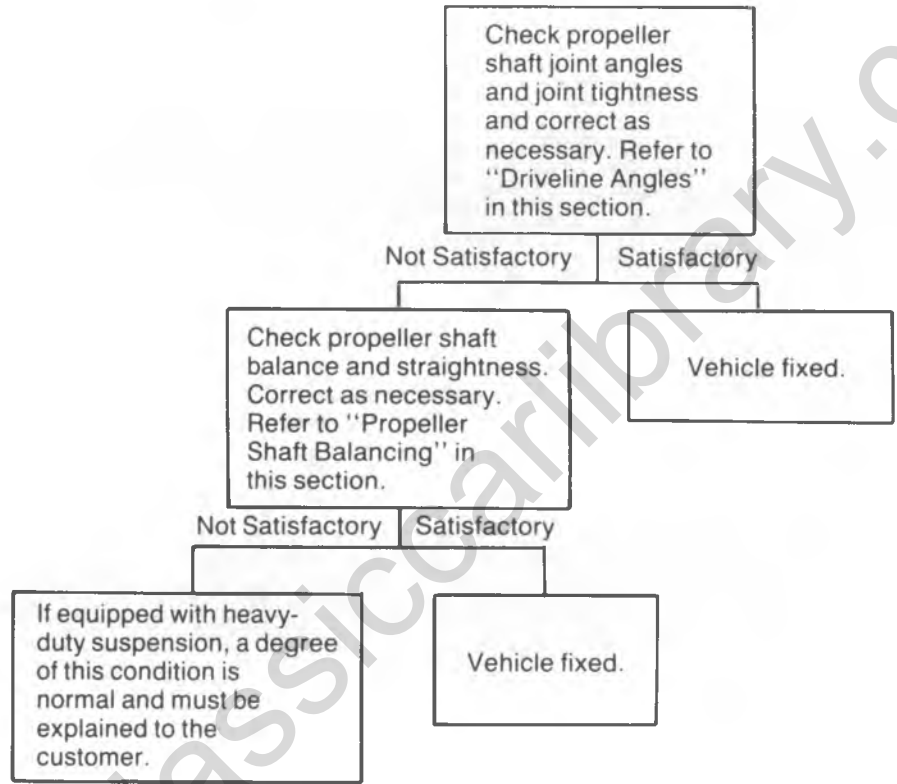 Check propeller
shaft joint angles
and joint tightness
and correct as
necessary. Refer to
''Driveline Angles''
in this section.
Not Satisfactory
Satisfactory
Check propeller shaft
balance and straightness.
Correct as necessary.
Refer to ''Propeller
Shaft Balancing'' in
this section.
Vehicle fixed.
Not Satisfactory
Satisfactory
If equipped with heavy-
duty suspension, a degree
of this condition is
normal and must be
explained to the
customer.
Vehicle fixed.
lassiccarlibrary.c